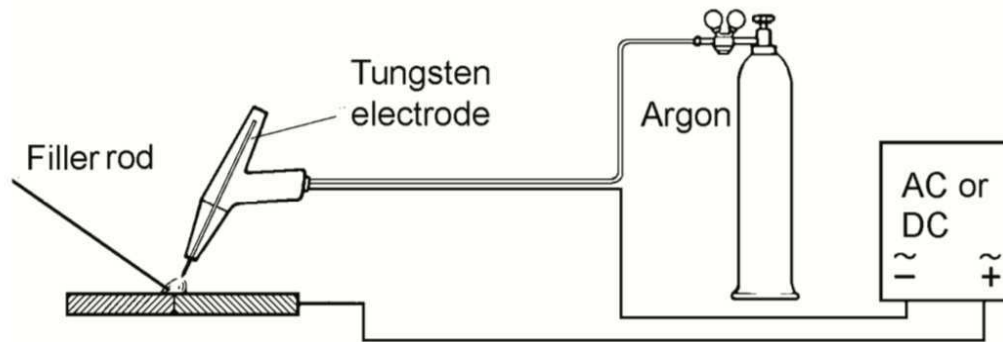 Tungsten
electrode
Filler rod
Argon
AC or
DC
~ ~
− +